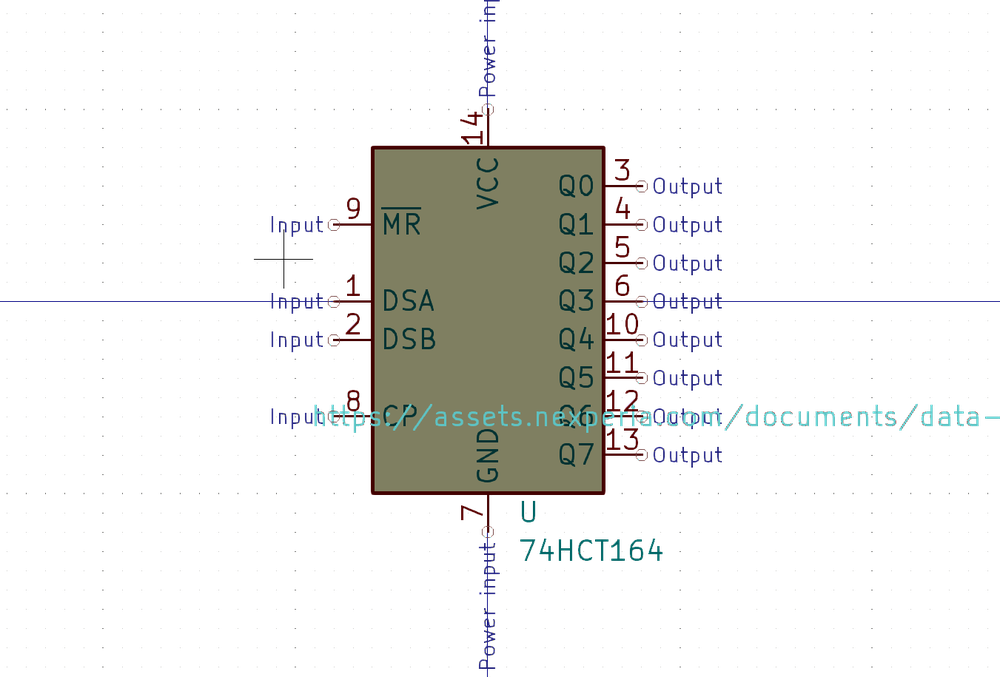 Power in
14
VCC
Q0 3 Output
Input 9 MR Q1 4 Output
Q2 5 Output
Input 1 DSA Q3 6 Output
Input 2 DSB Q4 10 Output
Q5 11 Output
Input 8 CP Q6 12 Output
https://assets.nexperia.com/documents/data-
Q7 13 Output
GND
7
U
74HCT164
Power input